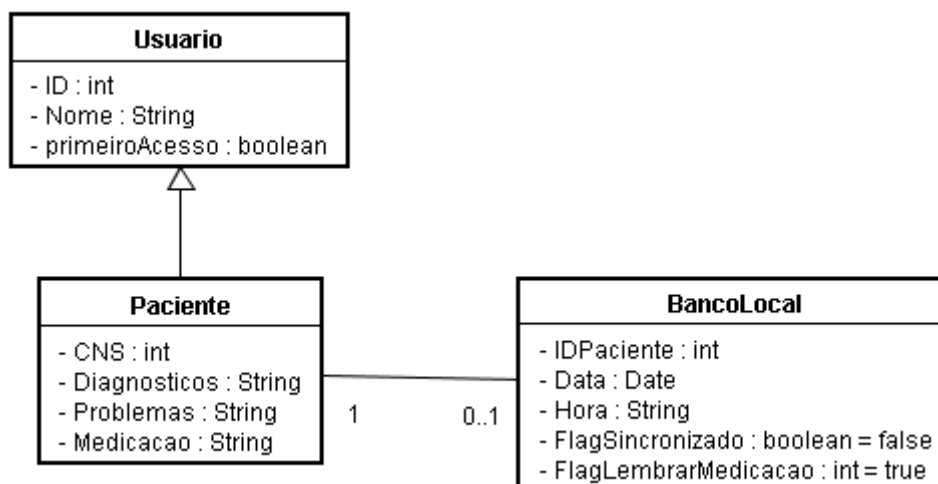 Usuario
- ID : int
- Nome : String
- primeiroAcesso : boolean
Paciente
- CNS : int
- Diagnosticos : String
- Problemas : String
- Medicacao : String
1
0..1
BancoLocal
- IDPaciente : int
- Data : Date
- Hora : String
- FlagSincronizado : boolean = false
- FlagLembrarMedicacao : int = true